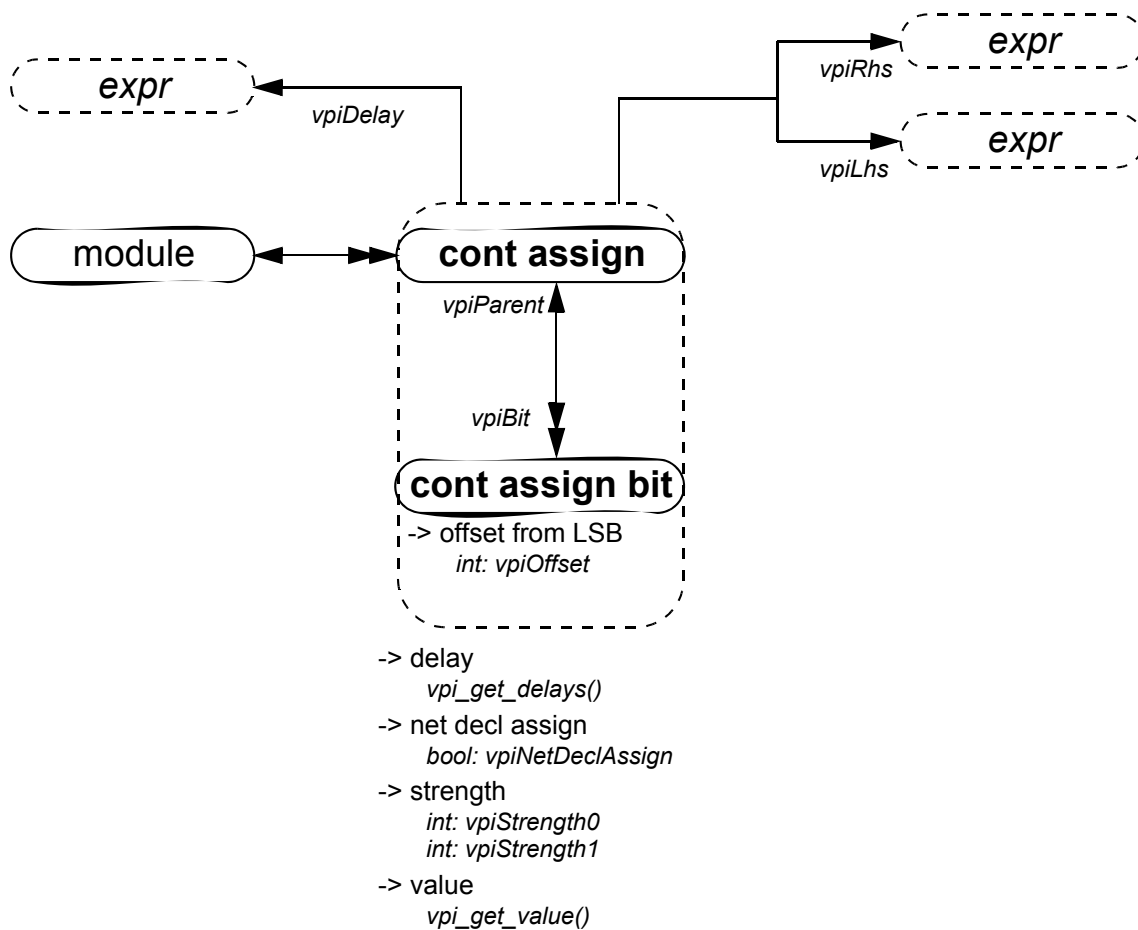 expr
vpiRhs
expr
vpiDelay
expr
vpiLhs
module
cont assign
vpiParent
vpiBit
cont assign bit
-> offset from LSB
int: vpiOffset
-> delay
vpi_get_delays()
-> net decl assign
bool: vpiNetDeclAssign
-> strength
int: vpiStrength0
int: vpiStrength1
-> value
vpi_get_value()